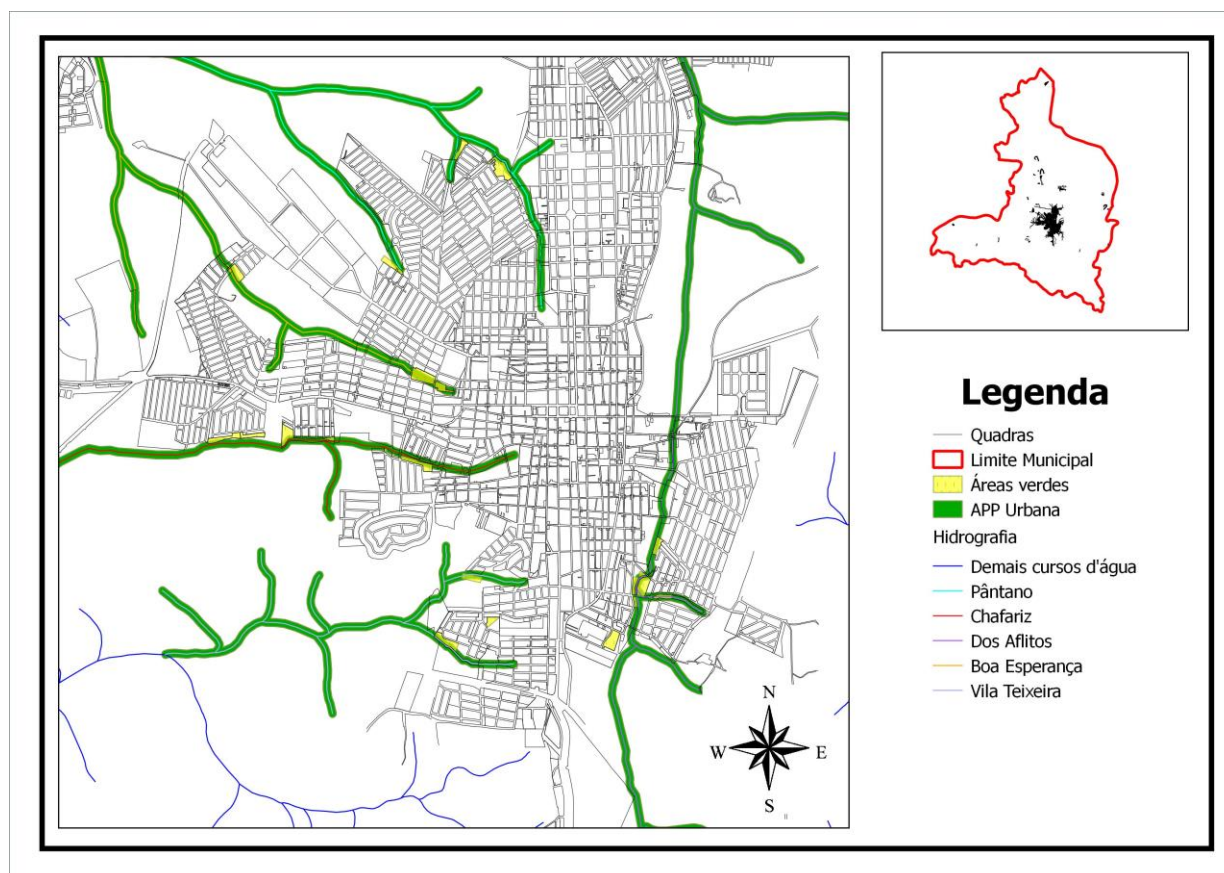 Legenda
Quadras
Limite Municipal
Áreas verdes
APP Urbana
Hidrografia
Demais cursos d'água
Pântano
Chafariz
Dos Aflitos
Boa Esperança
Vila Teixeira
N
W E
S